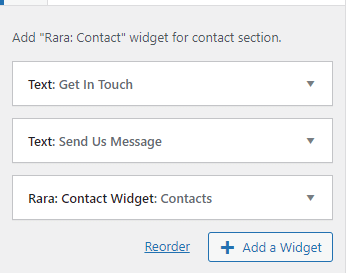 Add "Rara: Contact" widget for contact section.
Text: Get In Touch
Text: Send Us Message
Rara: Contact Widget: Contacts
Reorder
Add a Widget